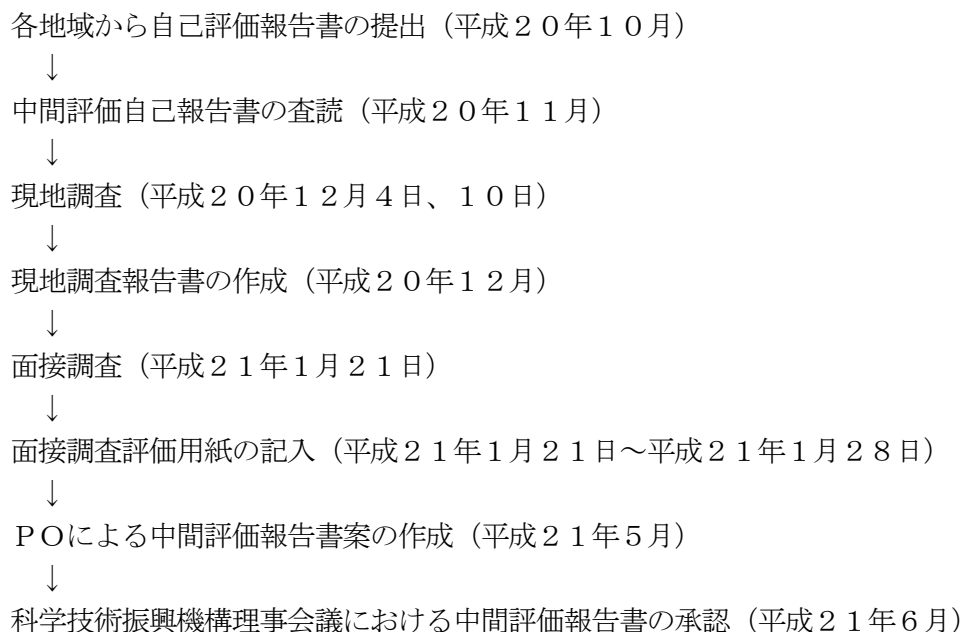 各地域から自己評価報告書の提出（平成２０年１０月）
↓
中間評価自己報告書の査読（平成２０年１１月）
↓
現地調査（平成２０年１２月４日、１０日）
↓
現地調査報告書の作成（平成２０年１２月）
↓
面接調査（平成２１年１月２１日）
↓
面接調査評価用紙の記入（平成２１年１月２１日～平成２１年１月２８日）
↓
ＰＯによる中間評価報告書案の作成（平成２１年５月）
↓
科学技術振興機構理事会議における中間評価報告書の承認（平成２１年６月）